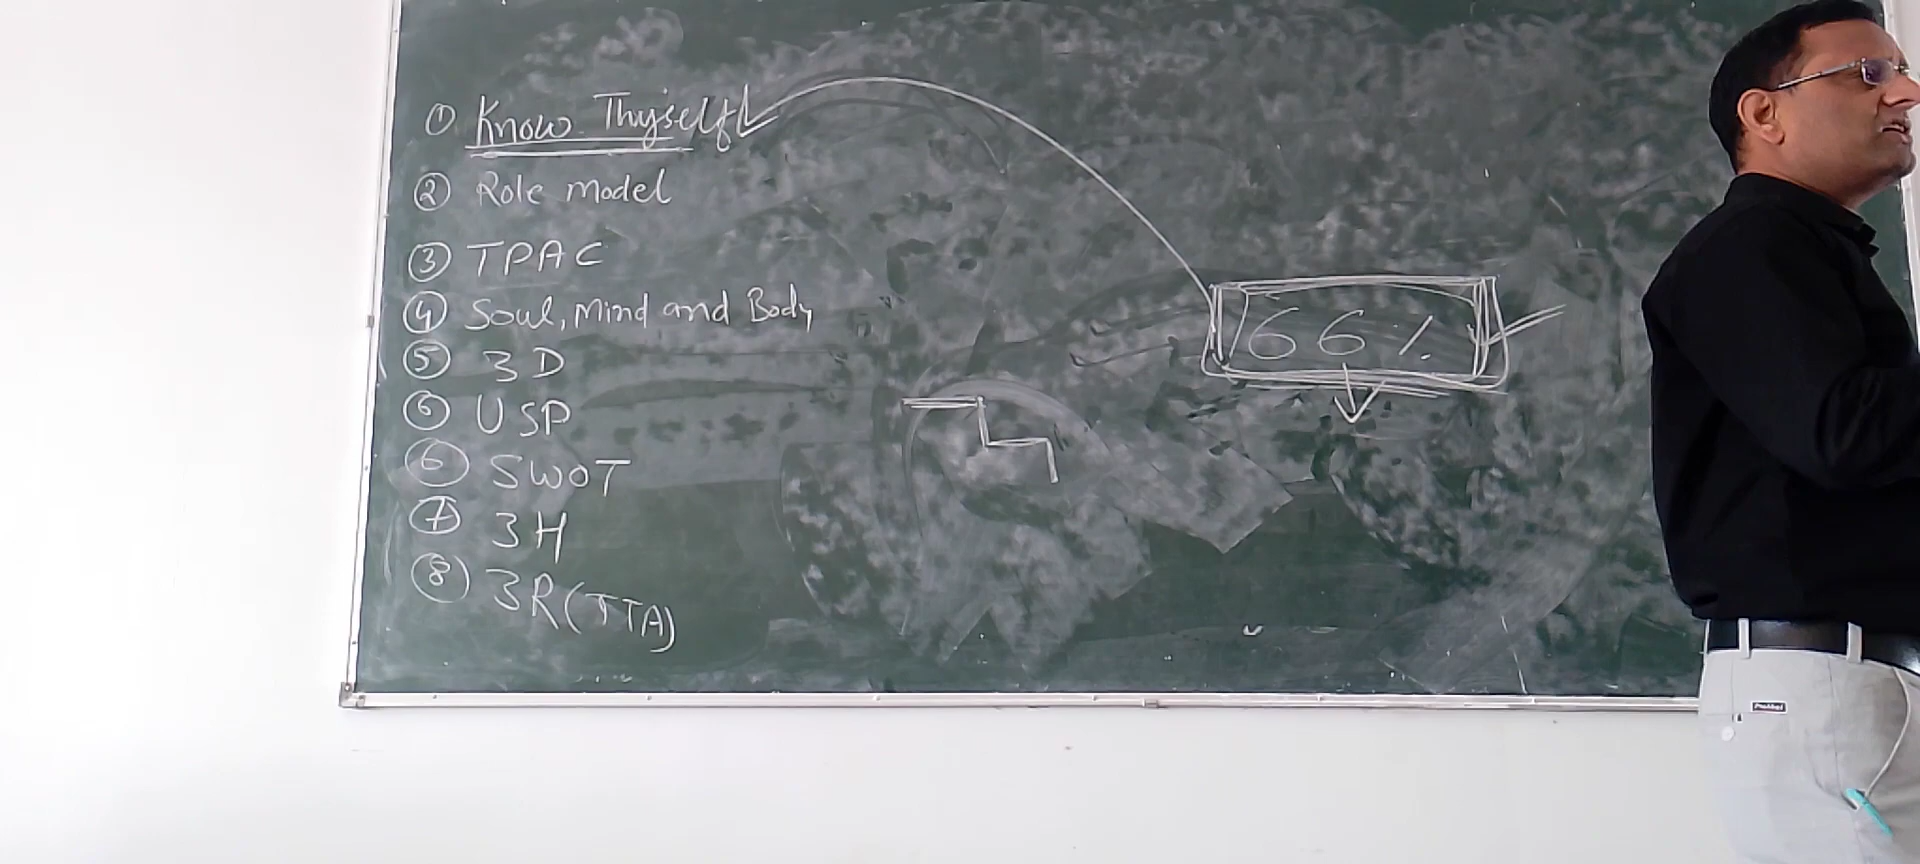 ① Know Thyself
② Role model
③ TPAC
④ Soul, Mind and Body
⑤ 3D
⑥ USP
⑥ SWOT
⑦ 3H
⑧ 3R (TTA)
66%